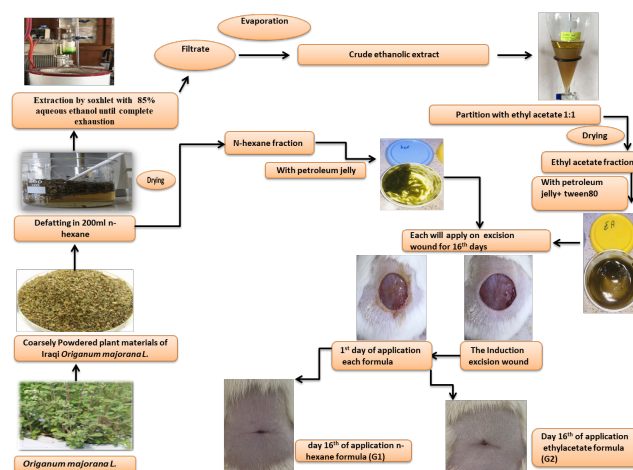 Evaporation
Filtrate
Crude ethanolic extract
Extraction by soxhlet with 85%
aqueous ethanol until complete
exhaustion
Partition with ethyl acetate 1:1
Drying
Ethyl acetate fraction
With petroleum
jelly+ tween80
N-hexane fraction
With petroleum jelly
Drying
Defatting in 200ml n-
hexane
Each will apply on excision
wound for 16th days
Coarsely Powdered plant materials of
Iraqi Origanum majorana L.
1st day of application
each formula
The Induction
excision wound
day 16th of application n-
hexane formula (G1)
Day 16th of application
ethylacetate formula
(G2)
Origanum majorana L.